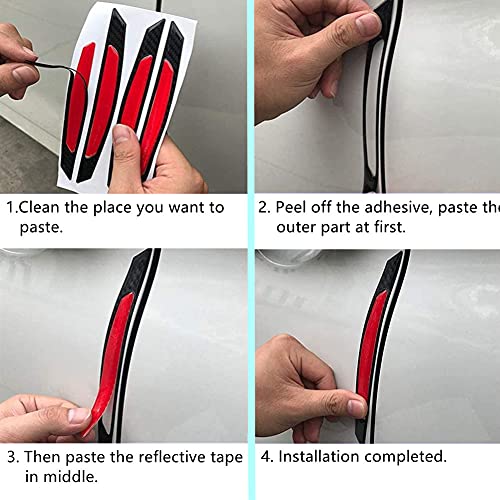 1.Clean the place you want to
paste.
2. Peel off the adhesive, paste the
outer part at first.
3. Then paste the reflective tape
in middle.
4. Installation completed.